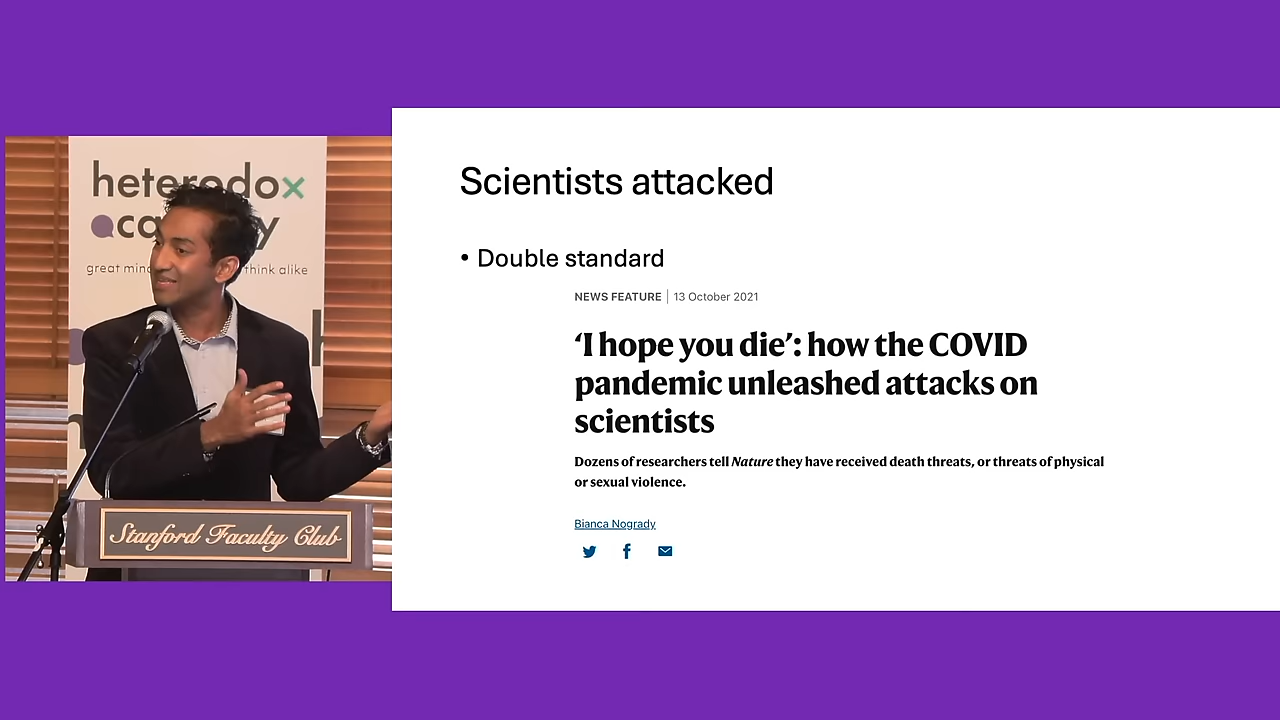 heterodox
great
think alike
Stanford Faculty Club
Scientists attacked
• Double standard
NEWS FEATURE | 13 October 2021
‘I hope you die’: how the COVID
pandemic unleashed attacks on
scientists
Dozens of researchers tell Nature they have received death threats, or threats of physical
or sexual violence.
Bianca Nogrady